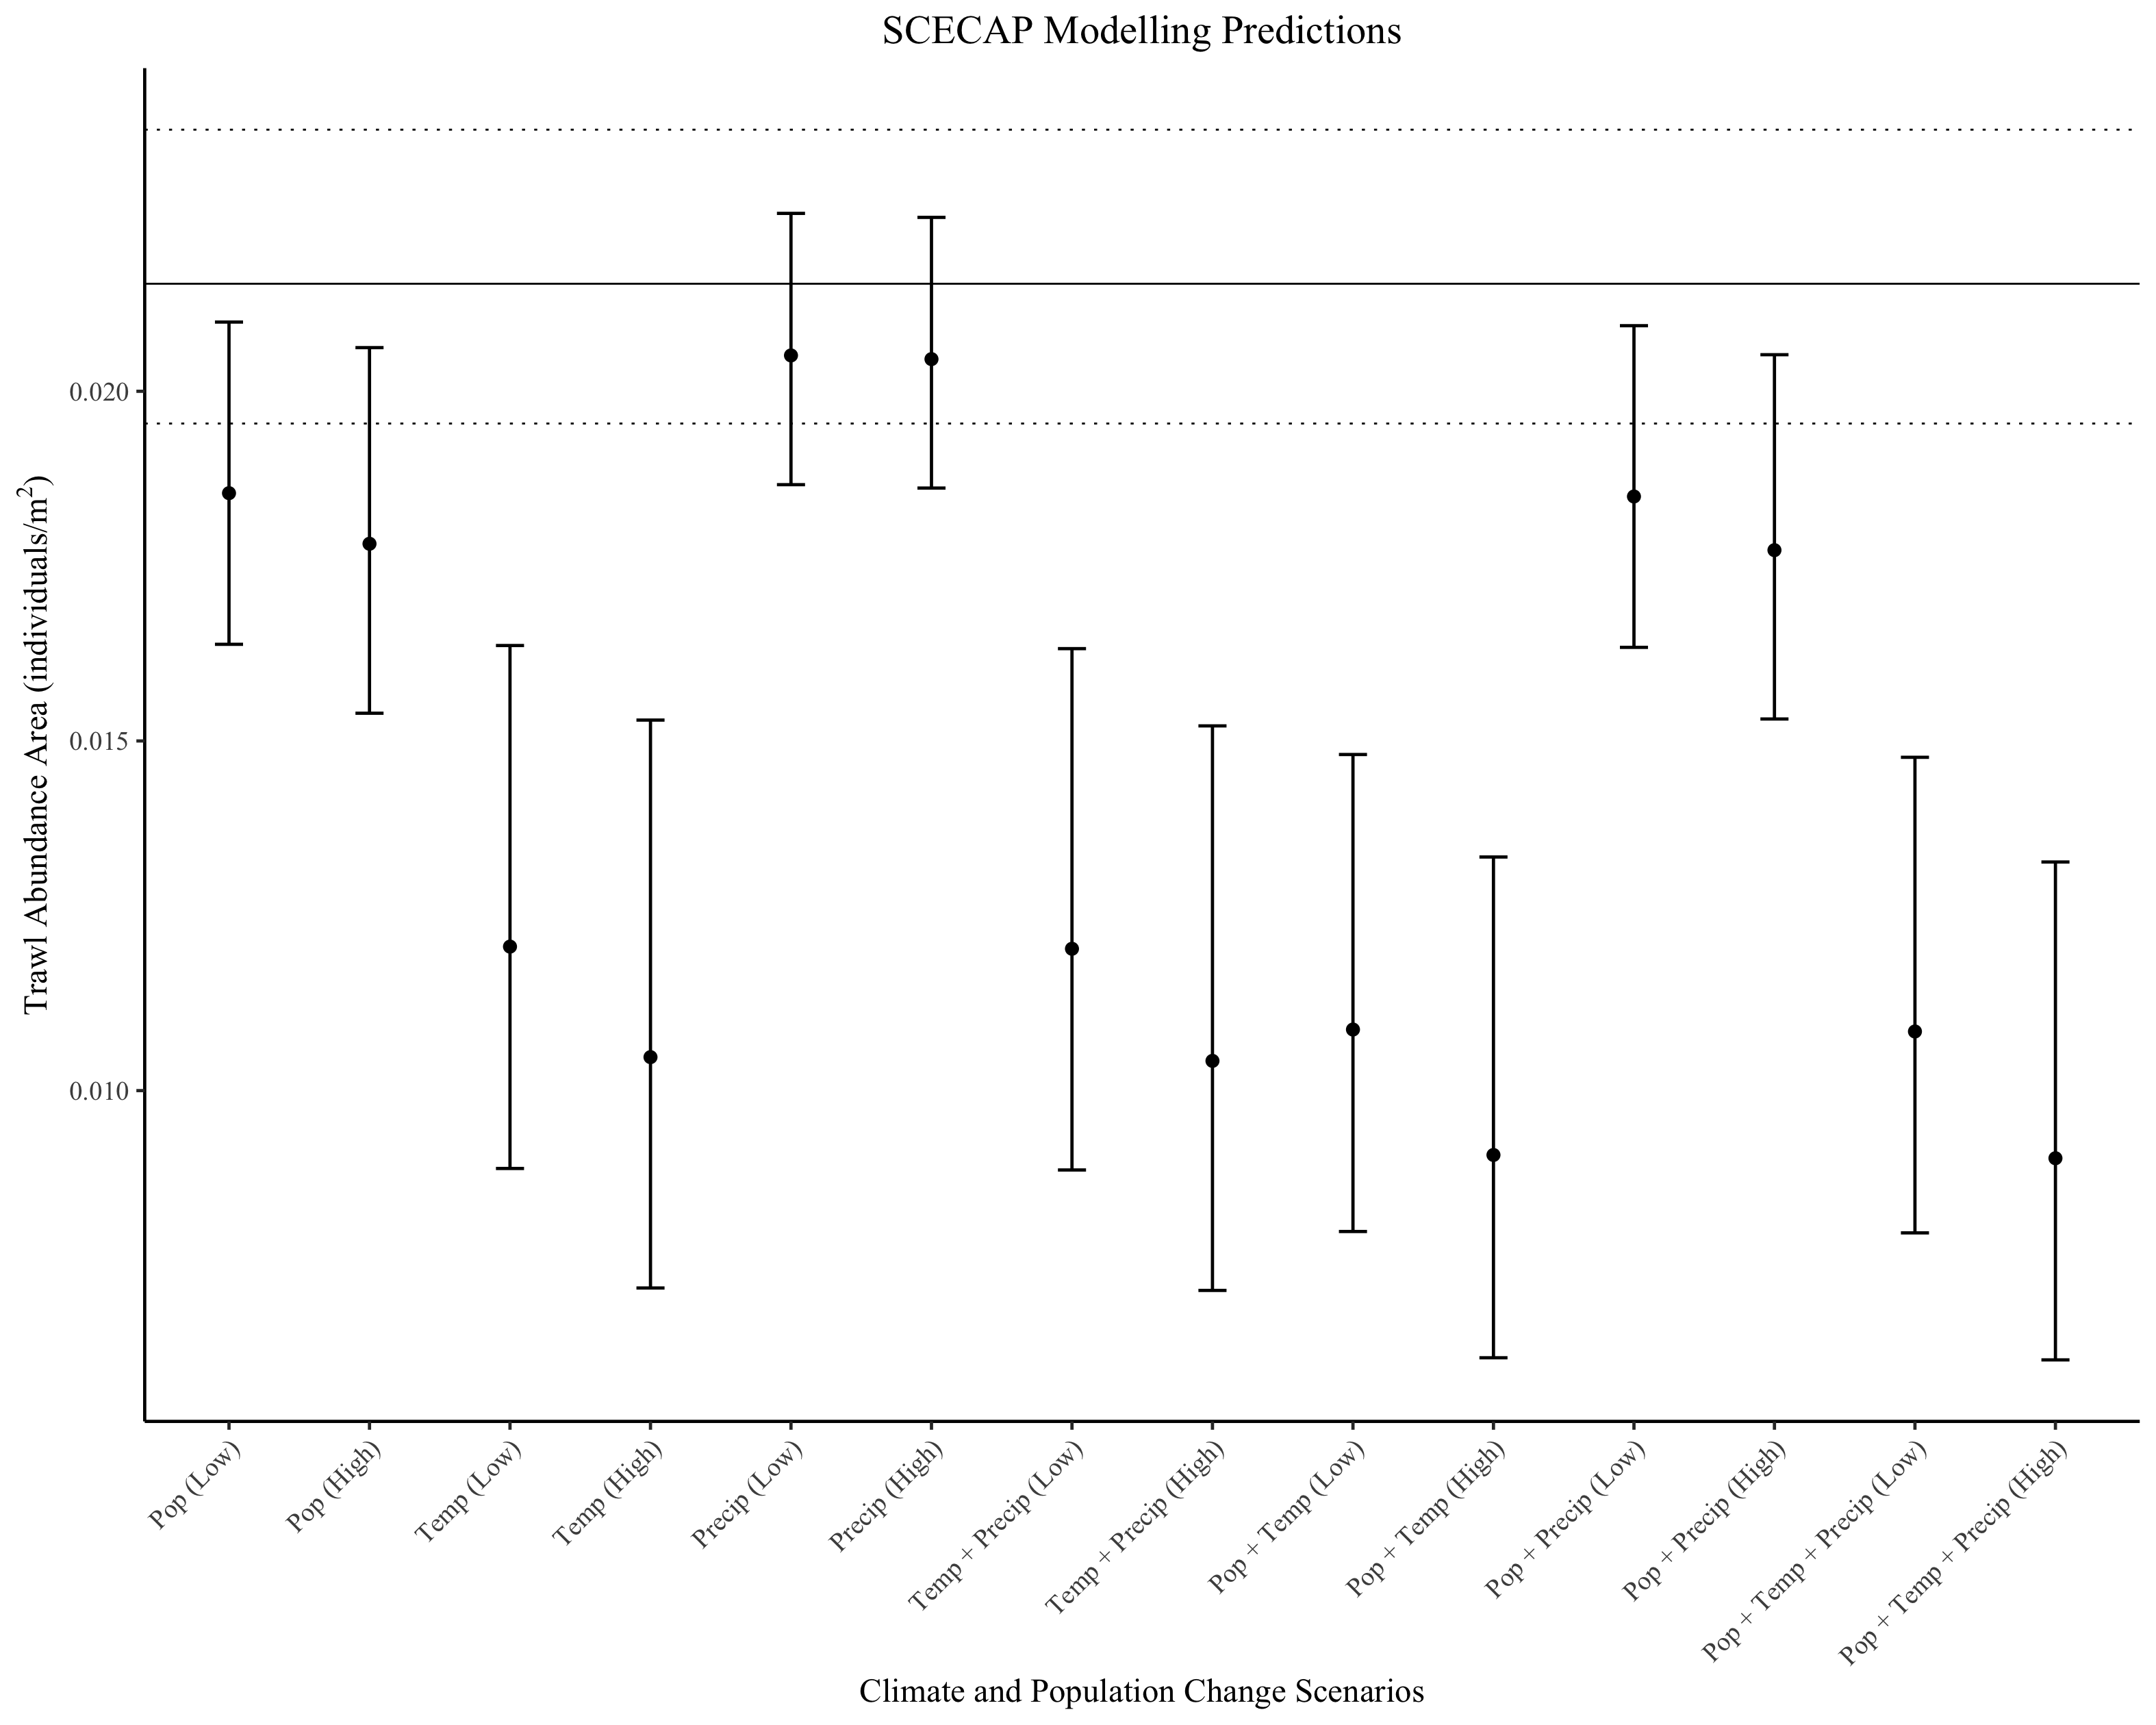 SCECAP Modelling Predictions
Trawl Abundance Area (individuals/m²)
0.020
0.015
0.010
Pop (Low)
Pop (High)
Temp (Low)
Temp (High)
Precip (Low)
Precip (High)
Temp + Precip (Low)
Temp + Precip (High)
Pop + Temp (Low)
Pop + Temp (High)
Pop + Precip (Low)
Pop + Precip (High)
Pop + Temp + Precip (Low)
Pop + Temp + Precip (High)
Climate and Population Change Scenarios